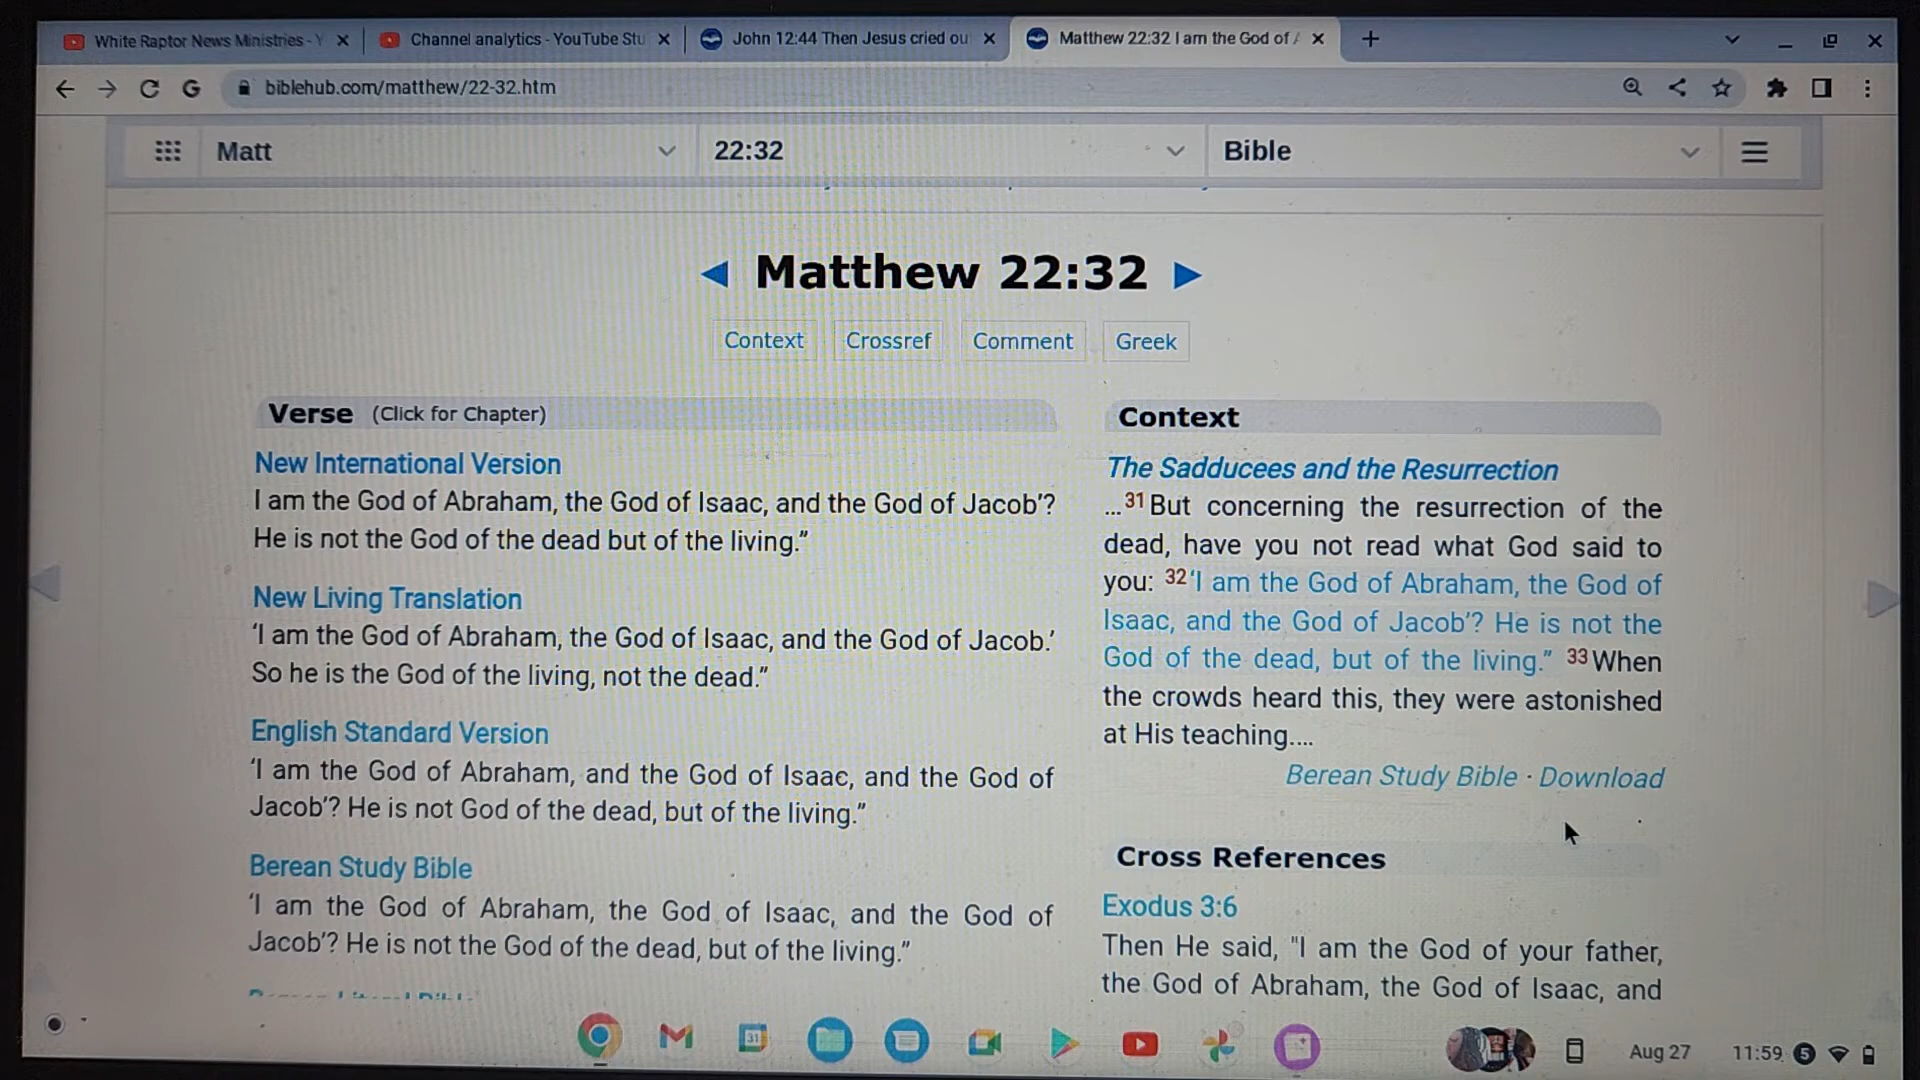 White Raptor News Ministries - Y
Channel analytics - YouTube Stu
John 12:44 Then Jesus cried ou
Matthew 22:32 I am the God of A
G
biblehub.com/matthew/22-32.htm
Matt
22:32
Bible
Matthew 22:32
Context
Crossref
Comment
Greek
Verse (Click for Chapter)
New International Version
I am the God of Abraham, the God of Isaac, and the God of Jacob’?
He is not the God of the dead but of the living.”
New Living Translation
‘I am the God of Abraham, the God of Isaac, and the God of Jacob.’
So he is the God of the living, not the dead.”
English Standard Version
‘I am the God of Abraham, and the God of Isaac, and the God of
Jacob’? He is not God of the dead, but of the living.”
Berean Study Bible
‘I am the God of Abraham, the God of Isaac, and the God of
Jacob’? He is not the God of the dead, but of the living.”
Context
The Sadducees and the Resurrection
...31 But concerning the resurrection of the
dead, have you not read what God said to
you: 32 ‘I am the God of Abraham, the God of
Isaac, and the God of Jacob’? He is not the
God of the dead, but of the living.” 33 When
the crowds heard this, they were astonished
at His teaching....
Berean Study Bible · Download
Cross References
Exodus 3:6
Then He said, "I am the God of your father,
the God of Abraham, the God of Isaac, and
31
Aug 27
11:59
5